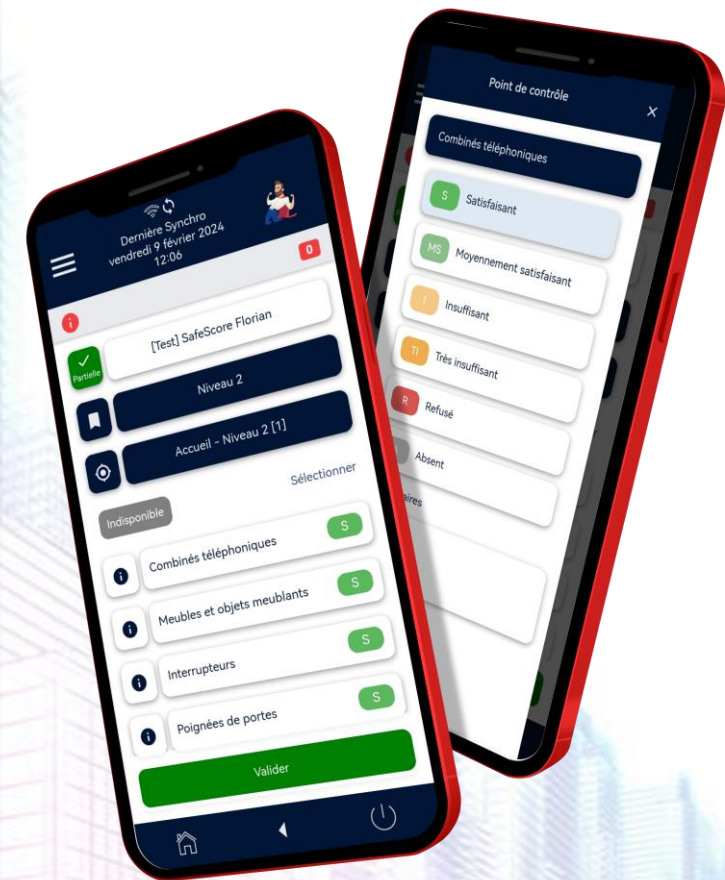 Dernière Synchro
vendredi 9 février 2024
12:06
0
Partielle
[Test] SafeScore Florian
Niveau 2
Accueil - Niveau 2 [1]
Indisponible
Sélectionner
Combinés téléphoniques
S
Meubles et objets meublants
S
Interrupteurs
S
Poignées de portes
S
Valider
Point de contrôle
Combinés téléphoniques
S
Satisfaisant
MS
Moyennement satisfaisant
I
Insuffisant
TI
Très insuffisant
R
Refusé
Absent
aires